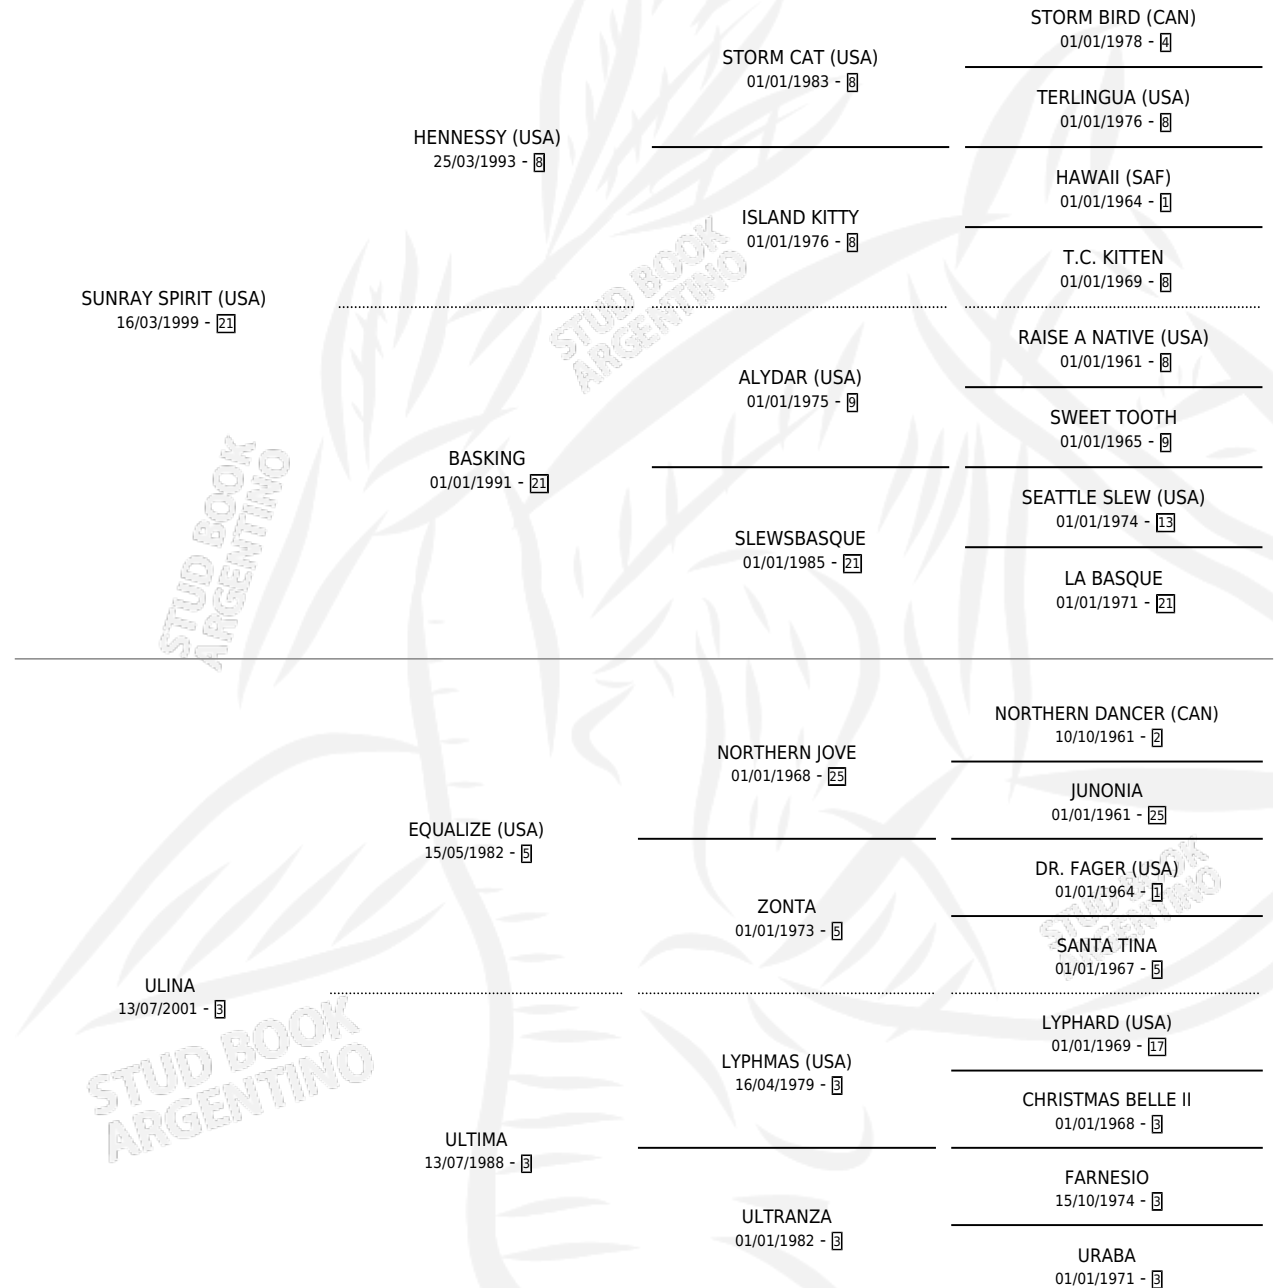 STORM BIRD (CAN)
01/01/1978 - 4
STORM CAT (USA)
01/01/1983 - 8
TERLINGUA (USA)
01/01/1976 - 8
HENNESSY (USA)
25/03/1993 - 8
HAWAII (SAF)
01/01/1964 - 1
ISLAND KITTY
01/01/1976 - 8
T.C. KITTEN
01/01/1969 - 8
SUNRAY SPIRIT (USA)
16/03/1999 - 21
RAISE A NATIVE (USA)
01/01/1961 - 8
ALYDAR (USA)
01/01/1975 - 9
SWEET TOOTH
01/01/1965 - 9
BASKING
01/01/1991 - 21
SEATTLE SLEW (USA)
01/01/1974 - 13
SLEWSBASQUE
01/01/1985 - 21
LA BASQUE
01/01/1971 - 21
NORTHERN DANCER (CAN)
10/10/1961 - 2
NORTHERN JOVE
01/01/1968 - 25
JUNONIA
01/01/1961 - 25
EQUALIZE (USA)
15/05/1982 - 5
DR. FAGER (USA)
01/01/1964 - 1
ZONTA
01/01/1973 - 5
SANTA TINA
01/01/1967 - 5
ULINA
13/07/2001 - 3
LYPHARD (USA)
01/01/1969 - 17
LYPHMAS (USA)
16/04/1979 - 3
CHRISTMAS BELLE II
01/01/1968 - 3
ULTIMA
13/07/1988 - 3
FARNESIO
15/10/1974 - 3
ULTRANZA
01/01/1982 - 3
URABA
01/01/1971 - 3
STUD BOOK
ARGENTINO
STUD BOOK
ARGENTINO
STUD BOOK
ARGENTINO
STUD BOOK
ARGENTINO